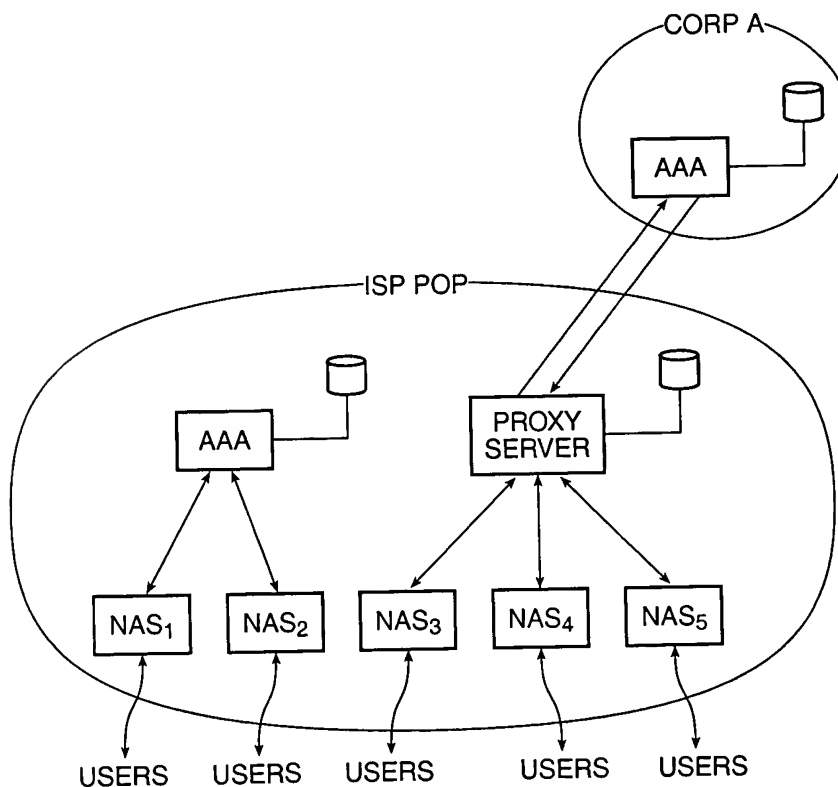 CORP A
AAA
ISP POP
AAA
PROXY
SERVER
NAS₁
NAS₂
NAS₃
NAS₄
NAS₅
USERS
USERS
USERS
USERS
USERS